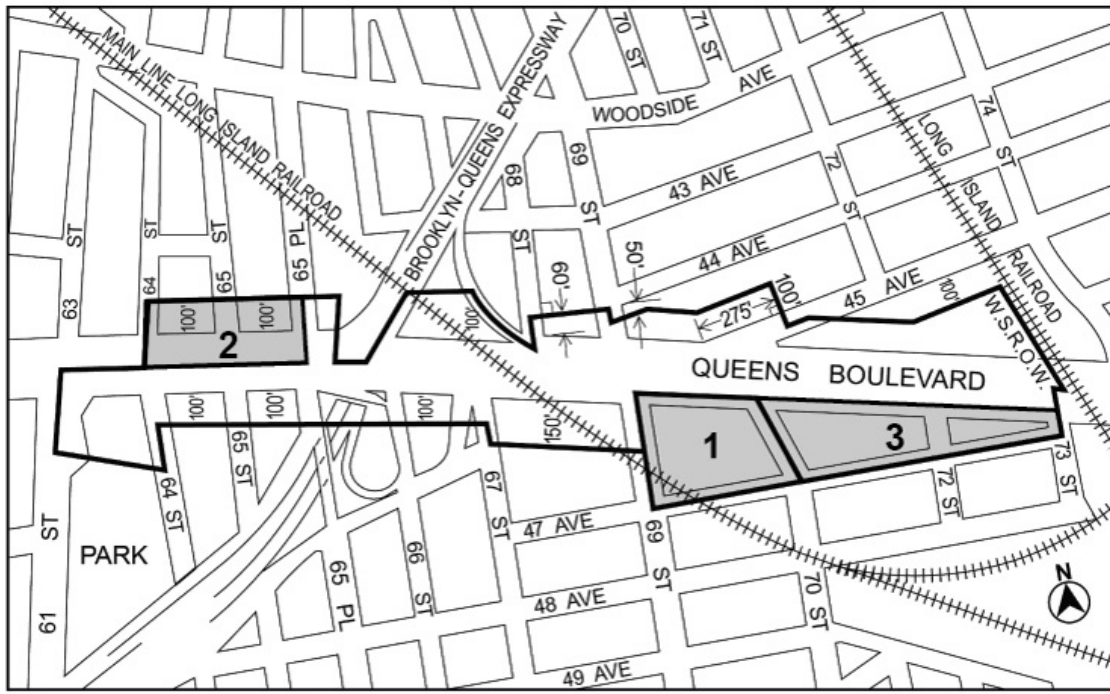 MAIN LINE LONG ISLAND RAILROAD
BROOKLYN-QUEENS EXPRESSWAY
70 ST
71 ST
WOODSIDE AVE
LONG ISLAND RAILROAD
74 ST
63 ST
64 ST
65 ST
65 PL
68 ST
69 ST
43 AVE
72 ST
44 AVE
45 AVE
60'
50'
275'
100'
100'
100'
100'
100'
2
W.S.R.O.W
QUEENS BOULEVARD
100'
100'
100'
150'
1
3
61 ST
PARK
64 ST
65 ST
65 PL
66 ST
67 ST
47 AVE
48 AVE
49 AVE
69 ST
70 ST
72 ST
73 ST
N